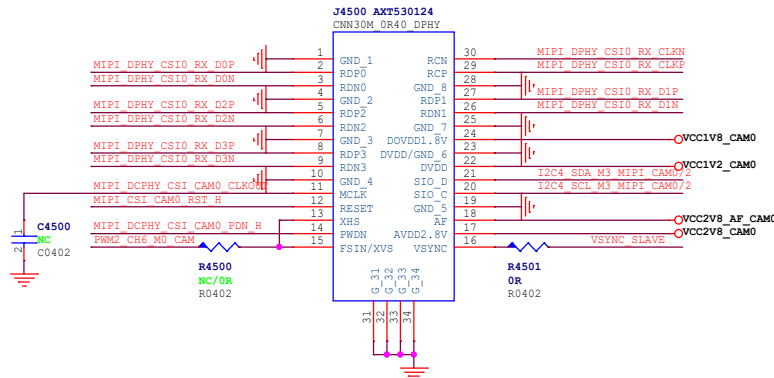 J4500 AXT530124
CNN30M_0R40_DPHY
1 GND_1 RCN 30 MIPI_DPHY_CSI0_RX_CLKN
MIPI_DPHY_CSI0_RX_D0P 2 RDP0 RCP 29 MIPI_DPHY_CSI0_RX_CLKP
MIPI_DPHY_CSI0_RX_D0N 3 RDN0 GND_8 28
4 GND_2 RDP1 27 MIPI_DPHY_CSI0_RX_D1P
MIPI_DPHY_CSI0_RX_D2P 5 RDP2 RDN1 26 MIPI_DPHY_CSI0_RX_D1N
MIPI_DPHY_CSI0_RX_D2N 6 RDN2 GND_7 25
7 GND_3 DOVDD1.8V 24 VCC1V8_CAM0
MIPI_DPHY_CSI0_RX_D3P 8 RDP3 DVDD/GND_6 23
MIPI_DPHY_CSI0_RX_D3N 9 RDN3 DVDD 22 VCC1V2_CAM0
10 GND_4 SIO_D 21 I2C4_SDA_M3_MIPI_CAM0/2
MIPI_DCPHY_CSI_CAM0_CLKOUT 11 MCLK SIO_C 20 I2C4_SCL_M3_MIPI_CAM0/2
MIPI_CSI_CAM0_RST_H 12 RESET GND_5 19
13 XHS AF 18 VCC2V8_AF_CAM0
MIPI_DCPHY_CSI_CAM0_PDN_H 14 PWDN AVDD2.8V 17 VCC2V8_CAM0
PWM2_CH6_M0_CAM 15 FSIN/XVS VSYNC 16 VSYNC_SLAVE
1 C4500
NC
2 C0402
R4500
NC/0R
R0402
R4501
0R
R0402
G_31 G_32 G_33 G_34
31 32 33 34